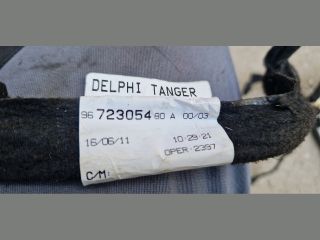 DELPHI TANGER
96 723054 80 A 00/03
16/06/11 10:29:21
OPER-2397
C/M: